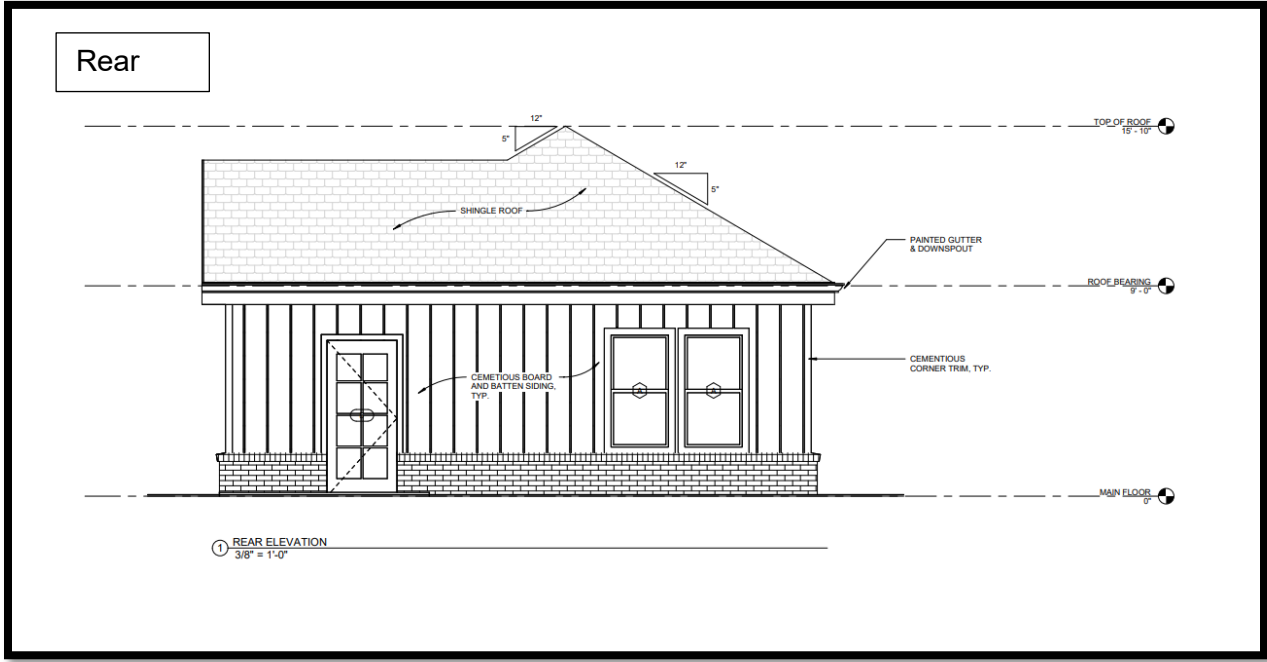 Rear
12"
5"
TOP OF ROOF
15' - 10"
12"
5"
SHINGLE ROOF
PAINTED GUTTER
& DOWNSPOUT
ROOF BEARING
9' - 0"
CEMENTIOUS
CORNER TRIM, TYP.
CEMETIOUS BOARD
AND BATTEN SIDING,
TYP.
A
A
MAIN FLOOR
0"
1
REAR ELEVATION
3/8" = 1'-0"